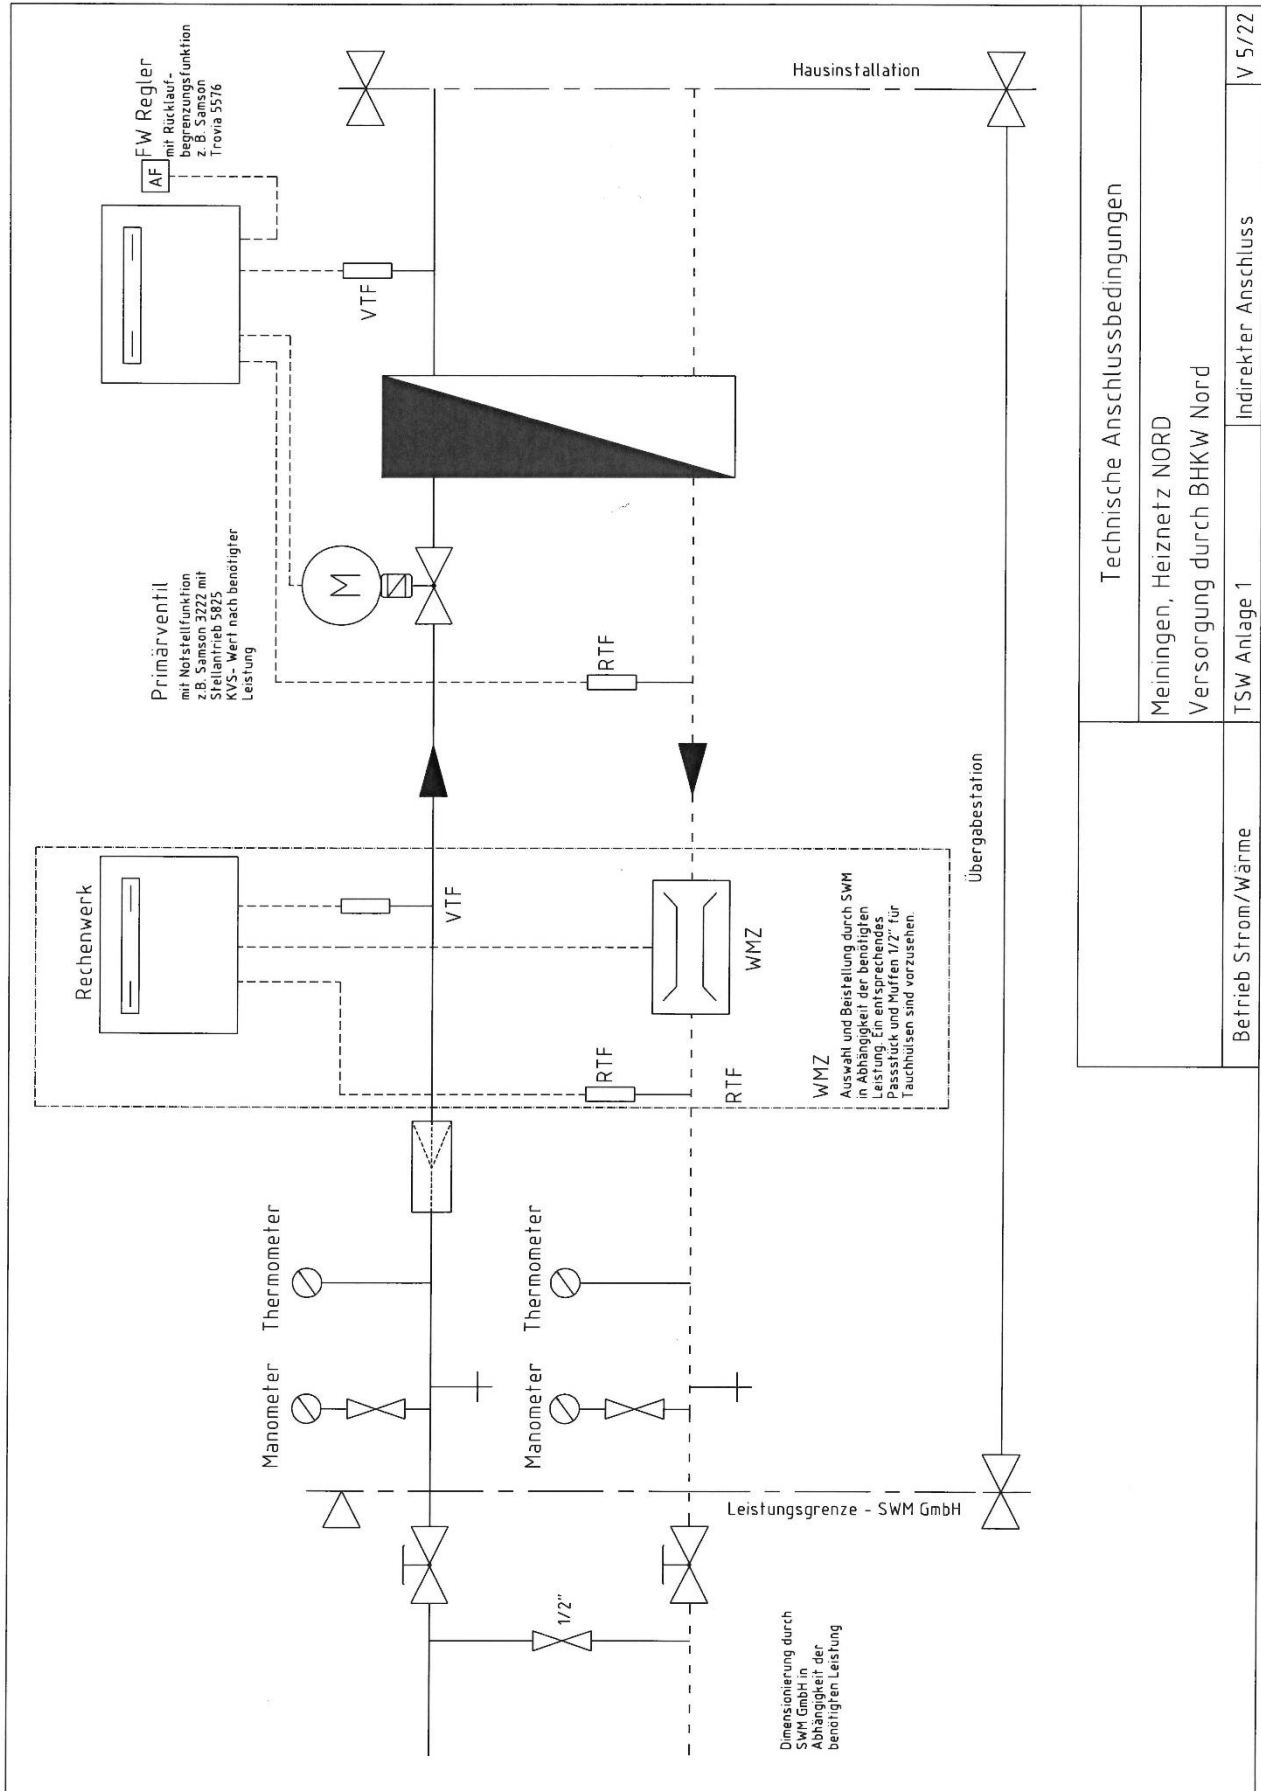 FW Regler
mit Rücklauf-
begrenzungsfunktion
z. B. Samson
Trovia 5576
AF
VTF
Hausinstallation
Primärventil
mit Notstellfunktion
z.B. Samson 3222 mit
Stellantrieb 5825
KVS- Wert nach benötigter
Leistung
M
RTF
Rechenwerk
VTF
RTF
WMZ
RTF
WMZ
Auswahl und Beistellung durch SWM
in Abhängigkeit der benötigten
Leistung. Ein entsprechendes
Passstück und Muffen 1/2" für
Tauchhülsen sind vorzusehen.
Übergabestation
Thermometer
Manometer
Thermometer
Manometer
Leistungsgrenze - SWM GmbH
1/2"
Dimensionierung durch
SWM GmbH in
Abhängigkeit der
benötigten Leistung
Technische Anschlussbedingungen
Meiningen, Heiznetz NORD
Versorgung durch BHKW Nord
Betrieb Strom/Wärme
TSW Anlage 1
Indirekter Anschluss
V 5/22